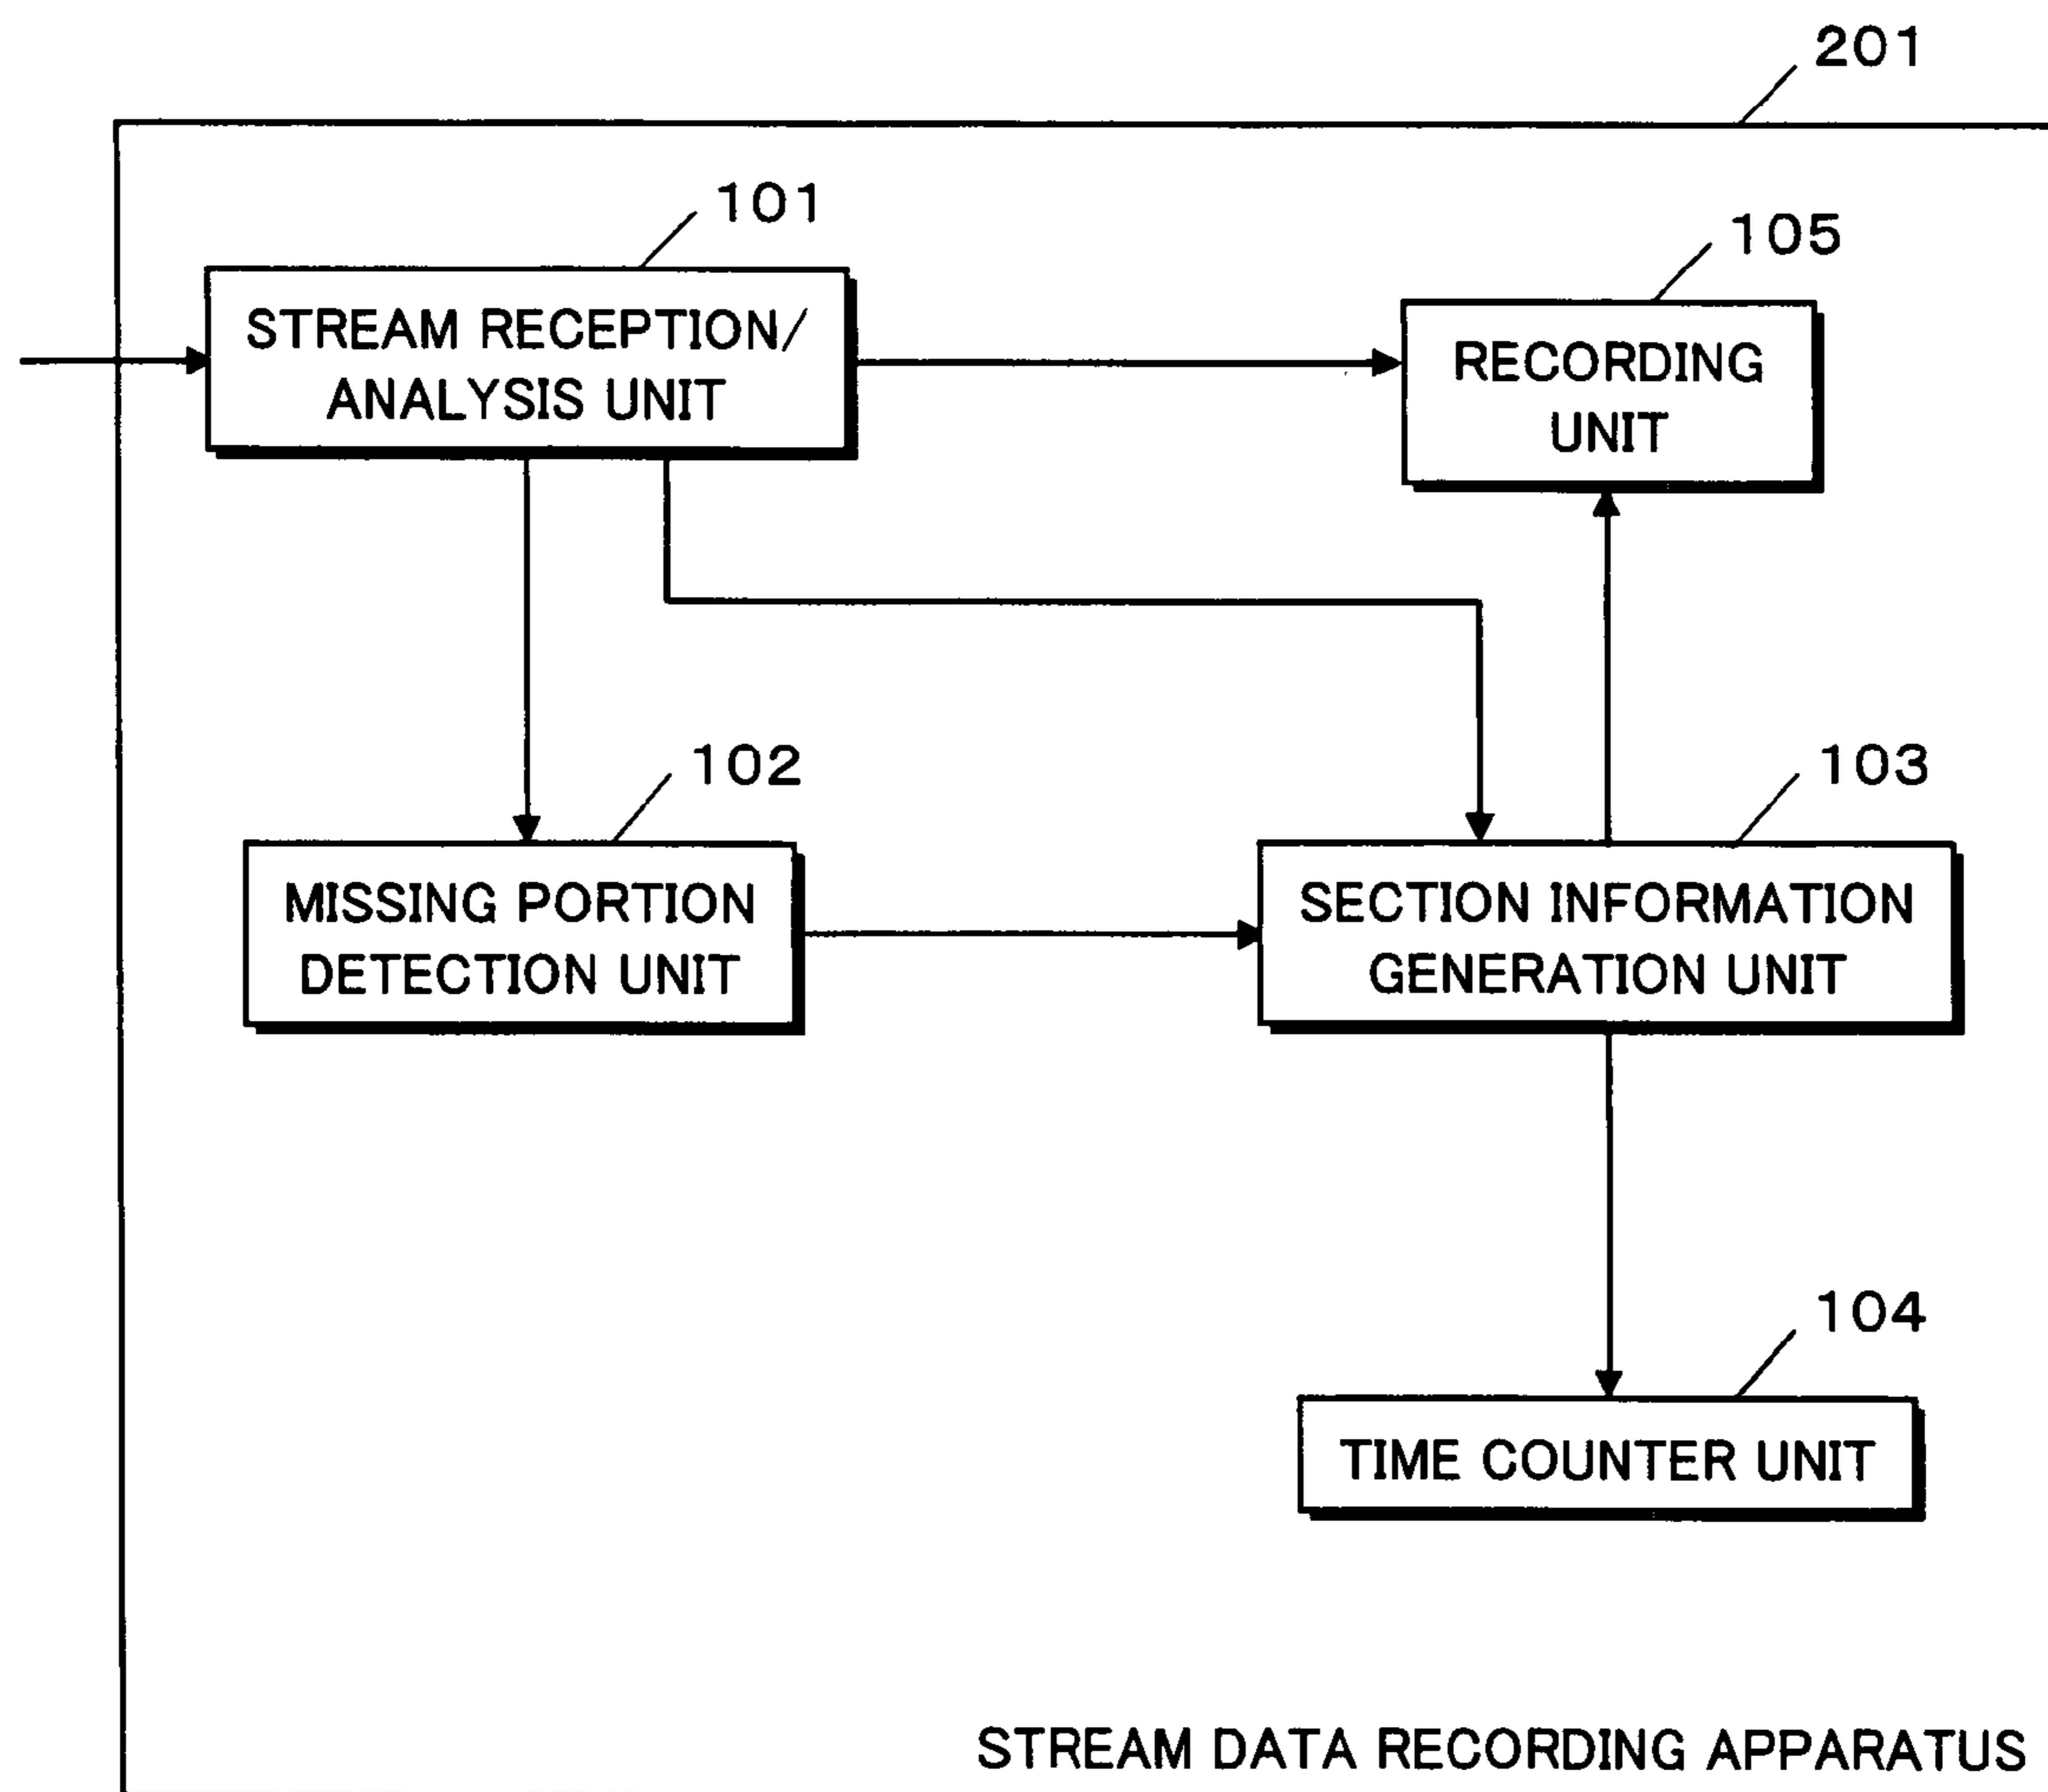 201
101
STREAM RECEPTION/
ANALYSIS UNIT
105
RECORDING
UNIT
102
MISSING PORTION
DETECTION UNIT
103
SECTION INFORMATION
GENERATION UNIT
104
TIME COUNTER UNIT
STREAM DATA RECORDING APPARATUS